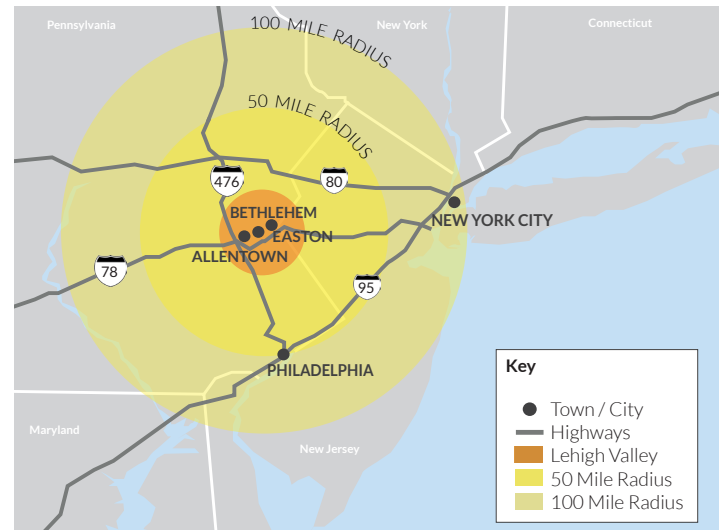 Pennsylvania
New York
Connecticut
100 MILE RADIUS
50 MILE RADIUS
476
80
BETHLEHEM
EASTON
ALLENTOWN
NEW YORK CITY
78
95
PHILADELPHIA
Maryland
New Jersey
Key
Town / City
Highways
Lehigh Valley
50 Mile Radius
100 Mile Radius